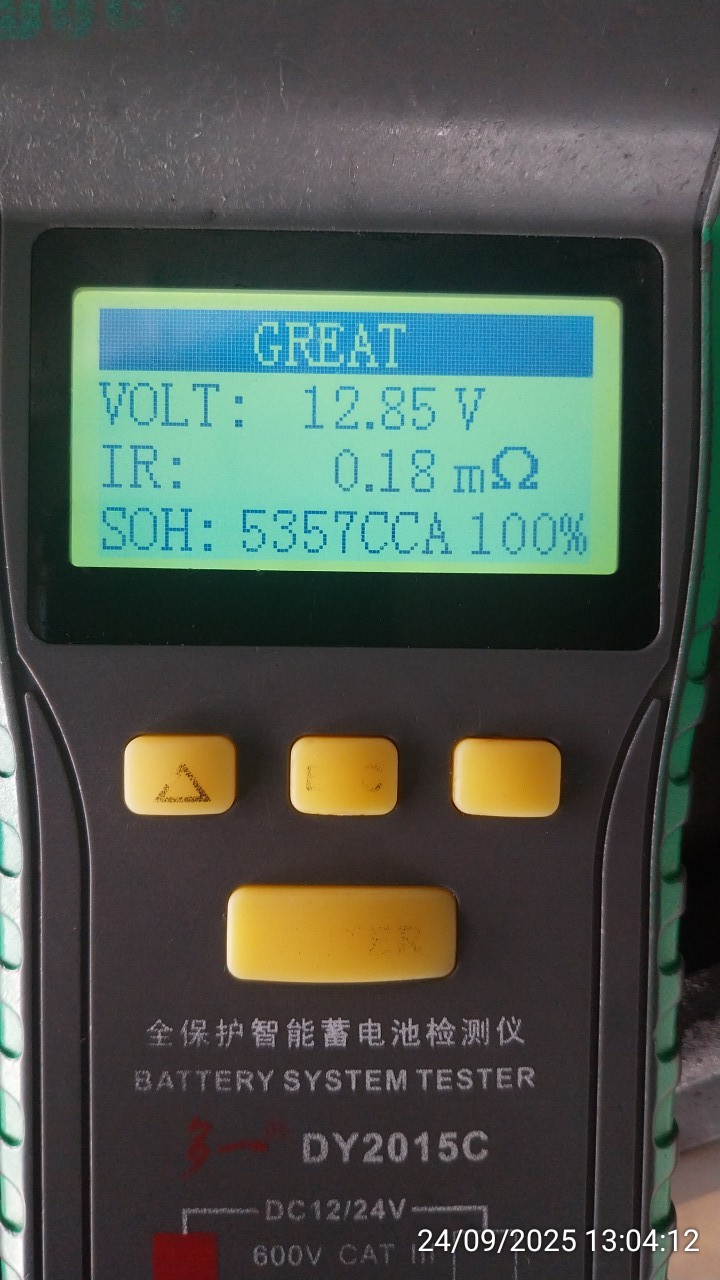 GREAT
VOLT: 12.85 V
IR: 0.18 mΩ
SOH: 5357CCA 100%
全保护智能蓄电池检测仪
BATTERY SYSTEM TESTER
DY2015C
DC12/24V
600V CAT III
24/09/2025 13:04:12